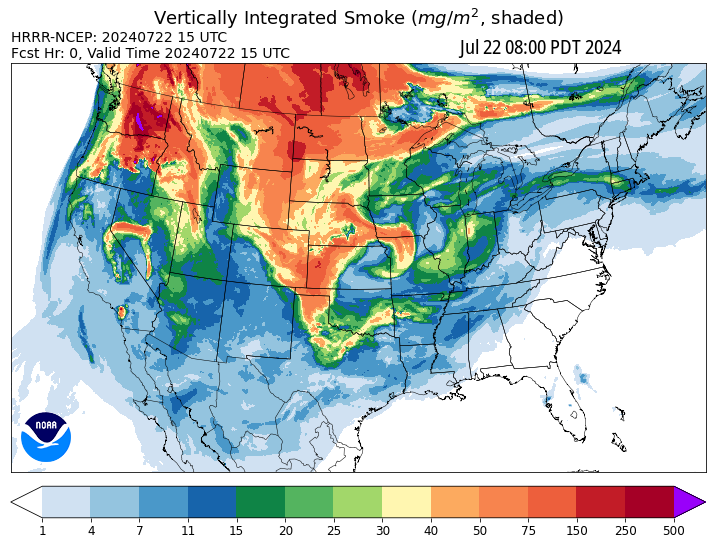 Vertically Integrated Smoke (mg/m², shaded)
HRRR-NCEP: 20240722 15 UTC
Fcst Hr: 0, Valid Time 20240722 15 UTC
Jul 22 08:00 PDT 2024
NOAA
1 4 7 11 15 20 25 30 40 50 75 150 250 500